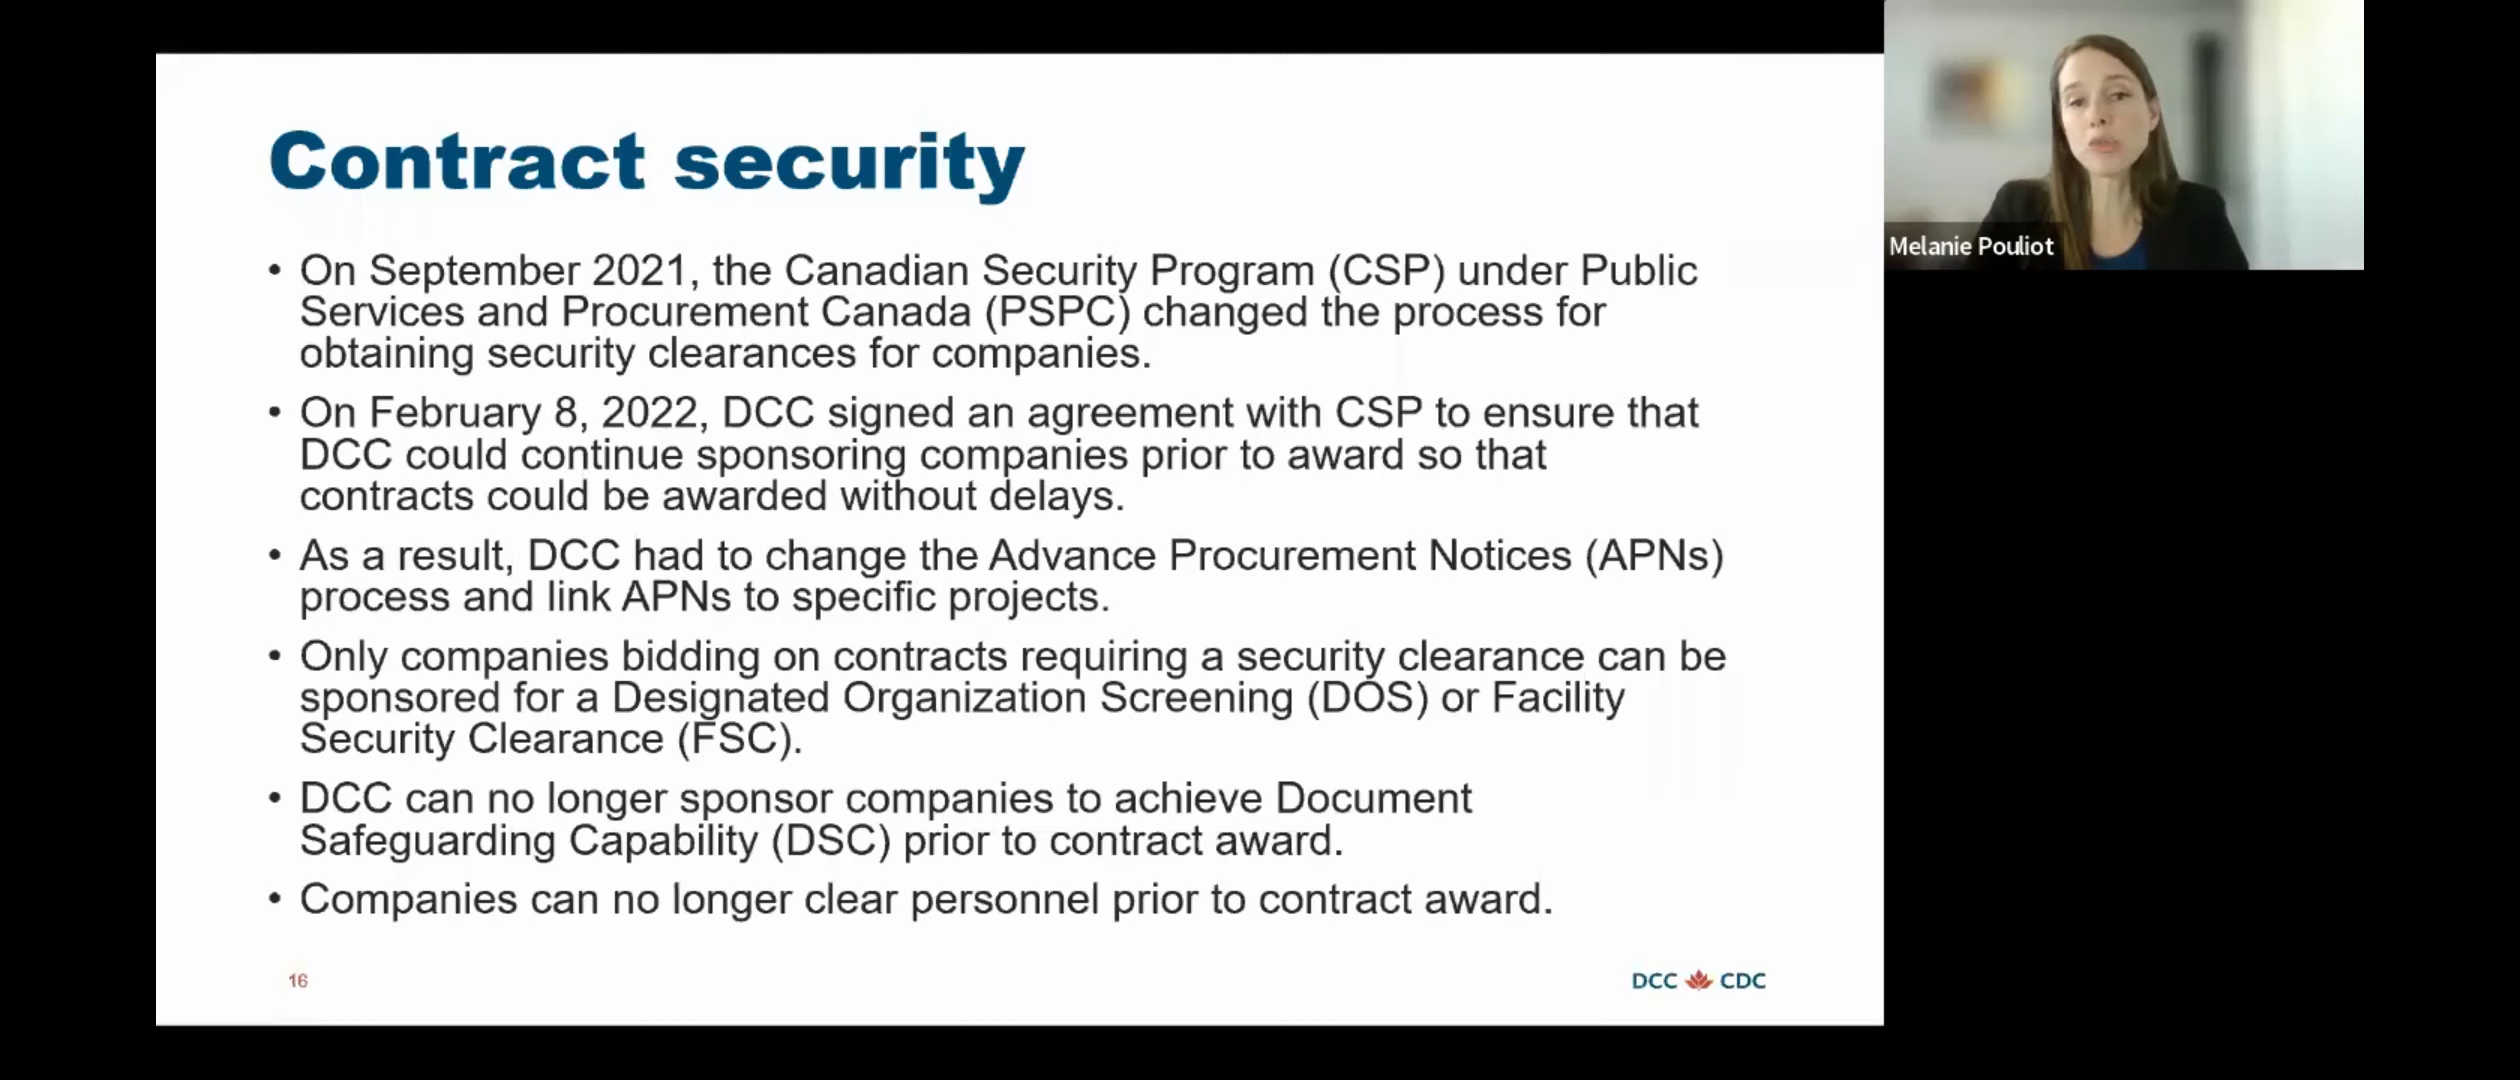 Contract security
• On September 2021, the Canadian Security Program (CSP) under Public
Services and Procurement Canada (PSPC) changed the process for
obtaining security clearances for companies.
• On February 8, 2022, DCC signed an agreement with CSP to ensure that
DCC could continue sponsoring companies prior to award so that
contracts could be awarded without delays.
• As a result, DCC had to change the Advance Procurement Notices (APNs)
process and link APNs to specific projects.
• Only companies bidding on contracts requiring a security clearance can be
sponsored for a Designated Organization Screening (DOS) or Facility
Security Clearance (FSC).
• DCC can no longer sponsor companies to achieve Document
Safeguarding Capability (DSC) prior to contract award.
• Companies can no longer clear personnel prior to contract award.
16
DCC CDC
Melanie Pouliot